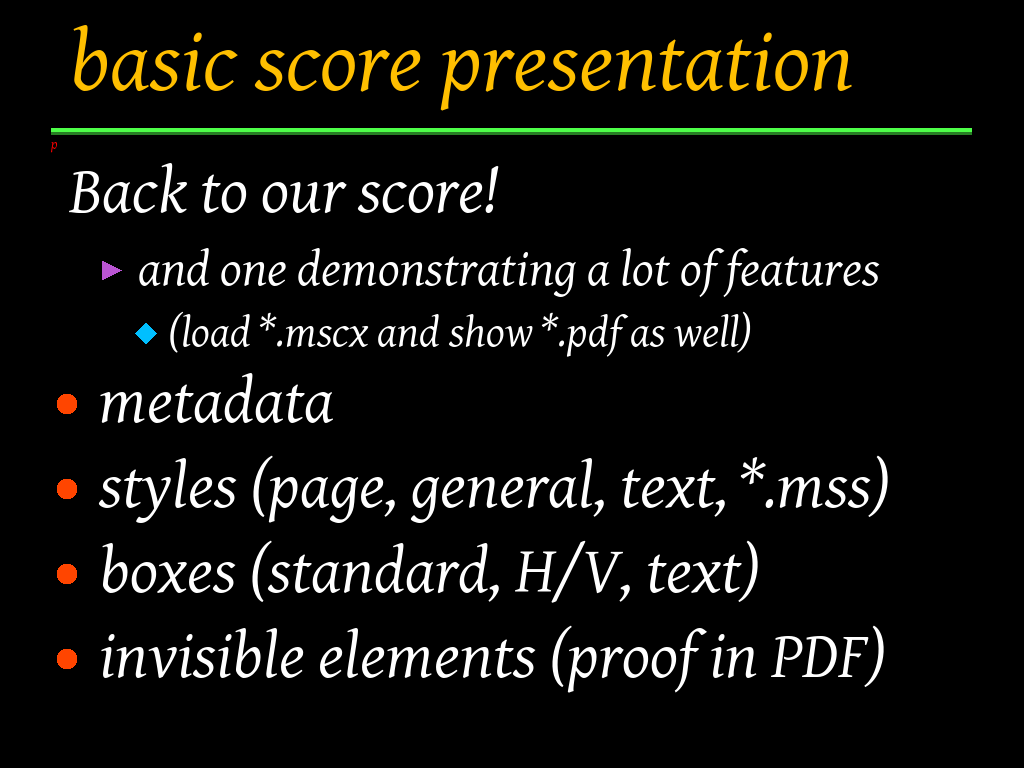 basic score presentation
p
Back to our score!
and one demonstrating a lot of features
(load *.mscx and show *.pdf as well)
metadata
styles (page, general, text, *.mss)
boxes (standard, H/V, text)
invisible elements (proof in PDF)